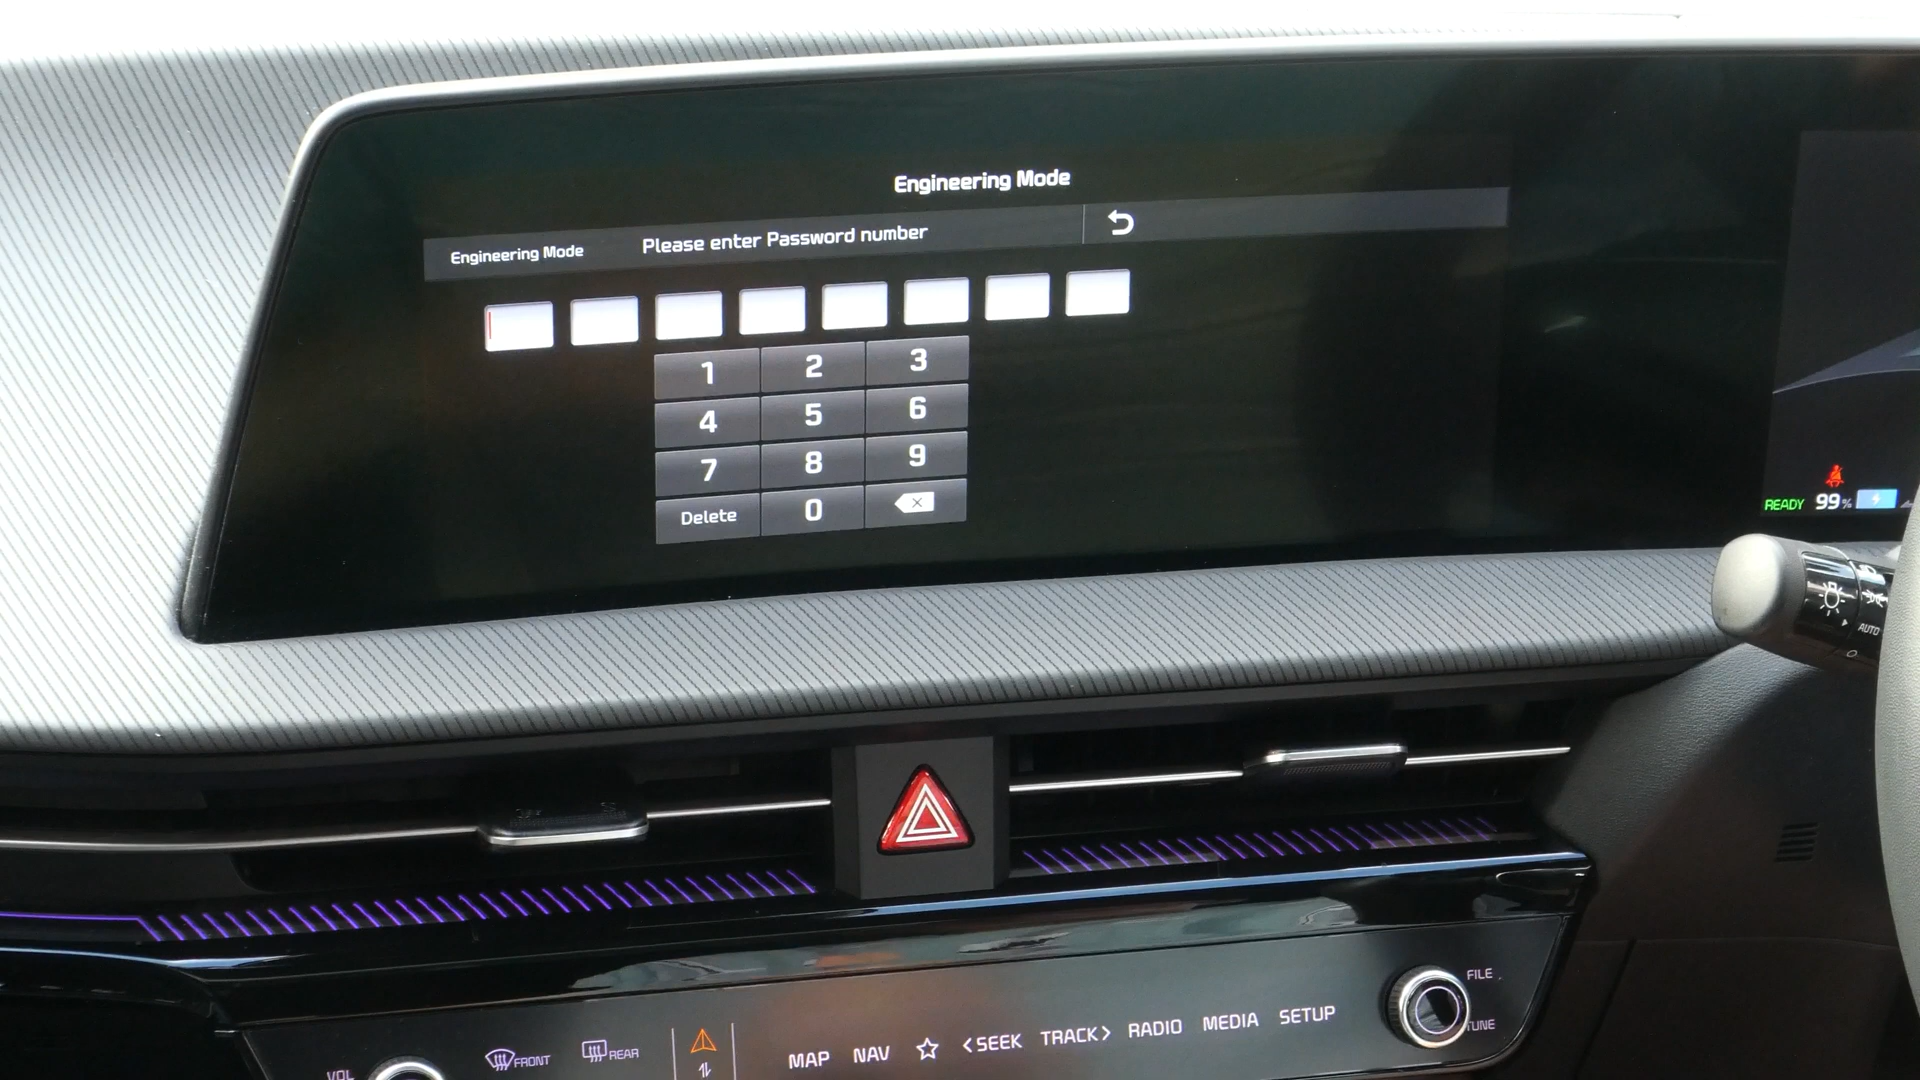 Engineering Mode
Engineering Mode Please enter Password number
1 2 3
4 5 6
7 8 9
Delete 0
READY 99%
AUTO
FILE
TUNE
VOL FRONT REAR MAP NAV <SEEK TRACK> RADIO MEDIA SETUP